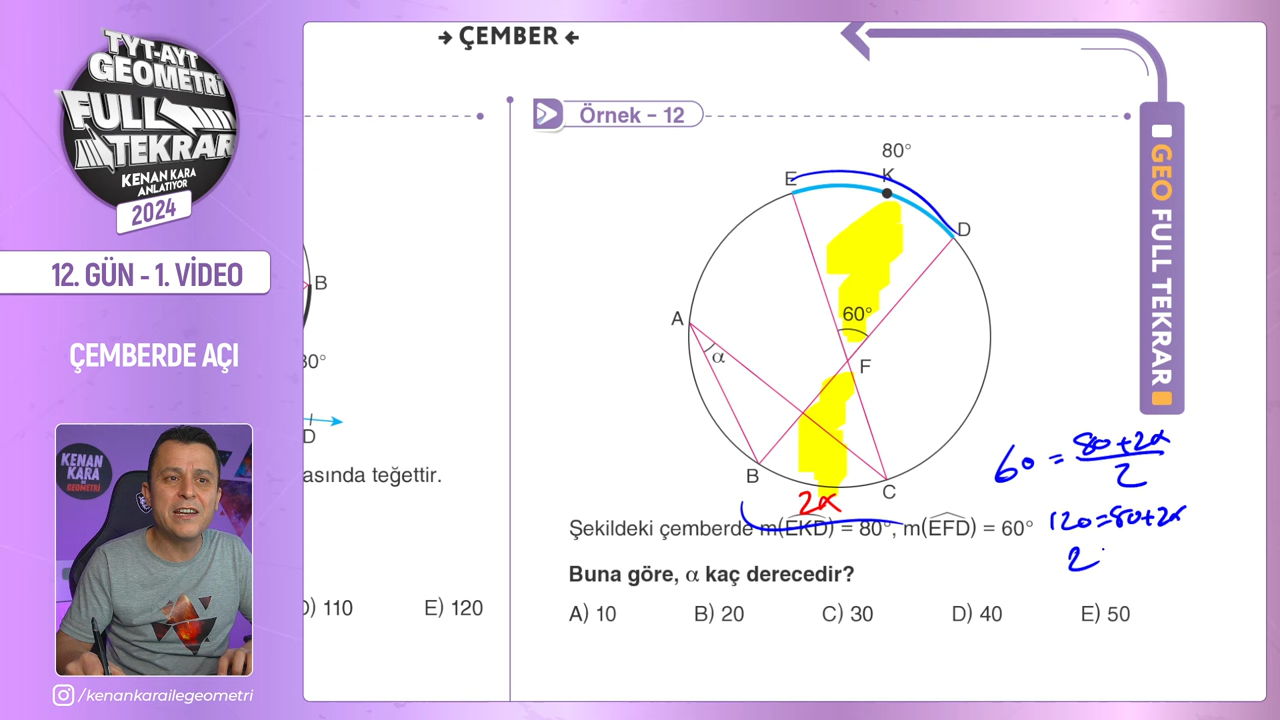 TYT-AYT
GEOMETRİ
FULL
TEKRAR
KENAN KARA
ANLATIYOR
2024
12. GÜN - 1. VİDEO
ÇEMBERDE AÇI
KENAN
KARA
GEOMETRİ
/kenankarailegeometri
→ ÇEMBER ←
B
80°
D
asında teğettir.
D) 110 E) 120
Örnek – 12
80°
E
K
D
60°
A
α
F
B
C
2α
60 = 80+2α / 2
120=80+2α
2
Şekildeki çemberde m(EKD) = 80°, m(EFD) = 60°
Buna göre, α kaç derecedir?
A) 10 B) 20 C) 30 D) 40 E) 50
GEO FULL TEKRAR